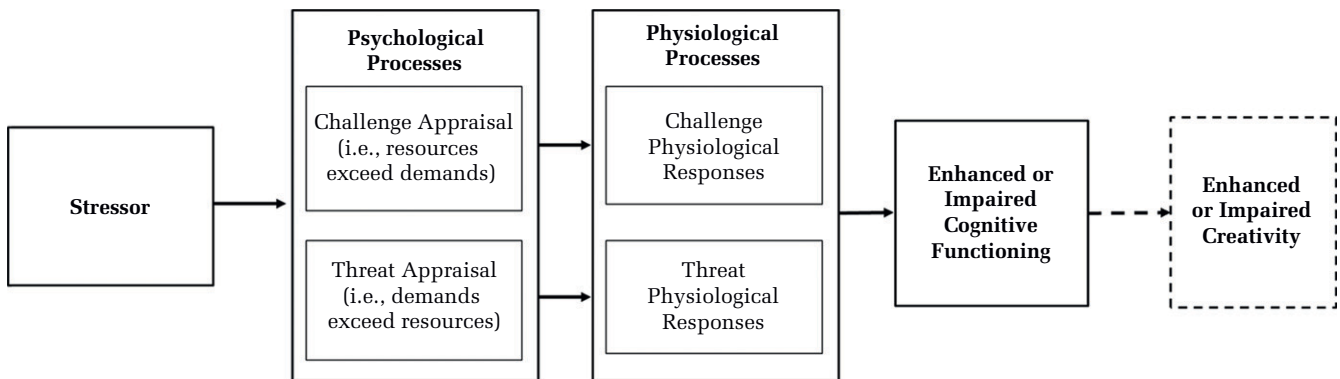 Stressor
Psychological
Processes
Challenge Appraisal
(i.e., resources
exceed demands)
Threat Appraisal
(i.e., demands
exceed resources)
Physiological
Processes
Challenge
Physiological
Responses
Threat
Physiological
Responses
Enhanced or
Impaired
Cognitive
Functioning
Enhanced
or Impaired
Creativity